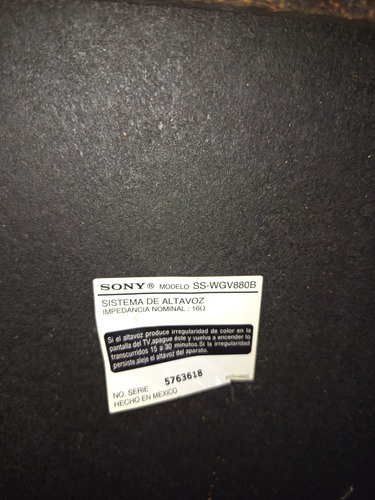 SONY® MODELO SS-WGV880B
SISTEMA DE ALTAVOZ
IMPEDANCIA NOMINAL : 16Ω
Si el altavoz produce irregularidad de color en la
pantalla del TV,apague éste y vuelva a encender lo
transcurridos 15 a 30 minutos.Si la irregularidad
persiste,aleje el altavoz del aparato.
NO. SERIE 5763618
HECHO EN MEXICO